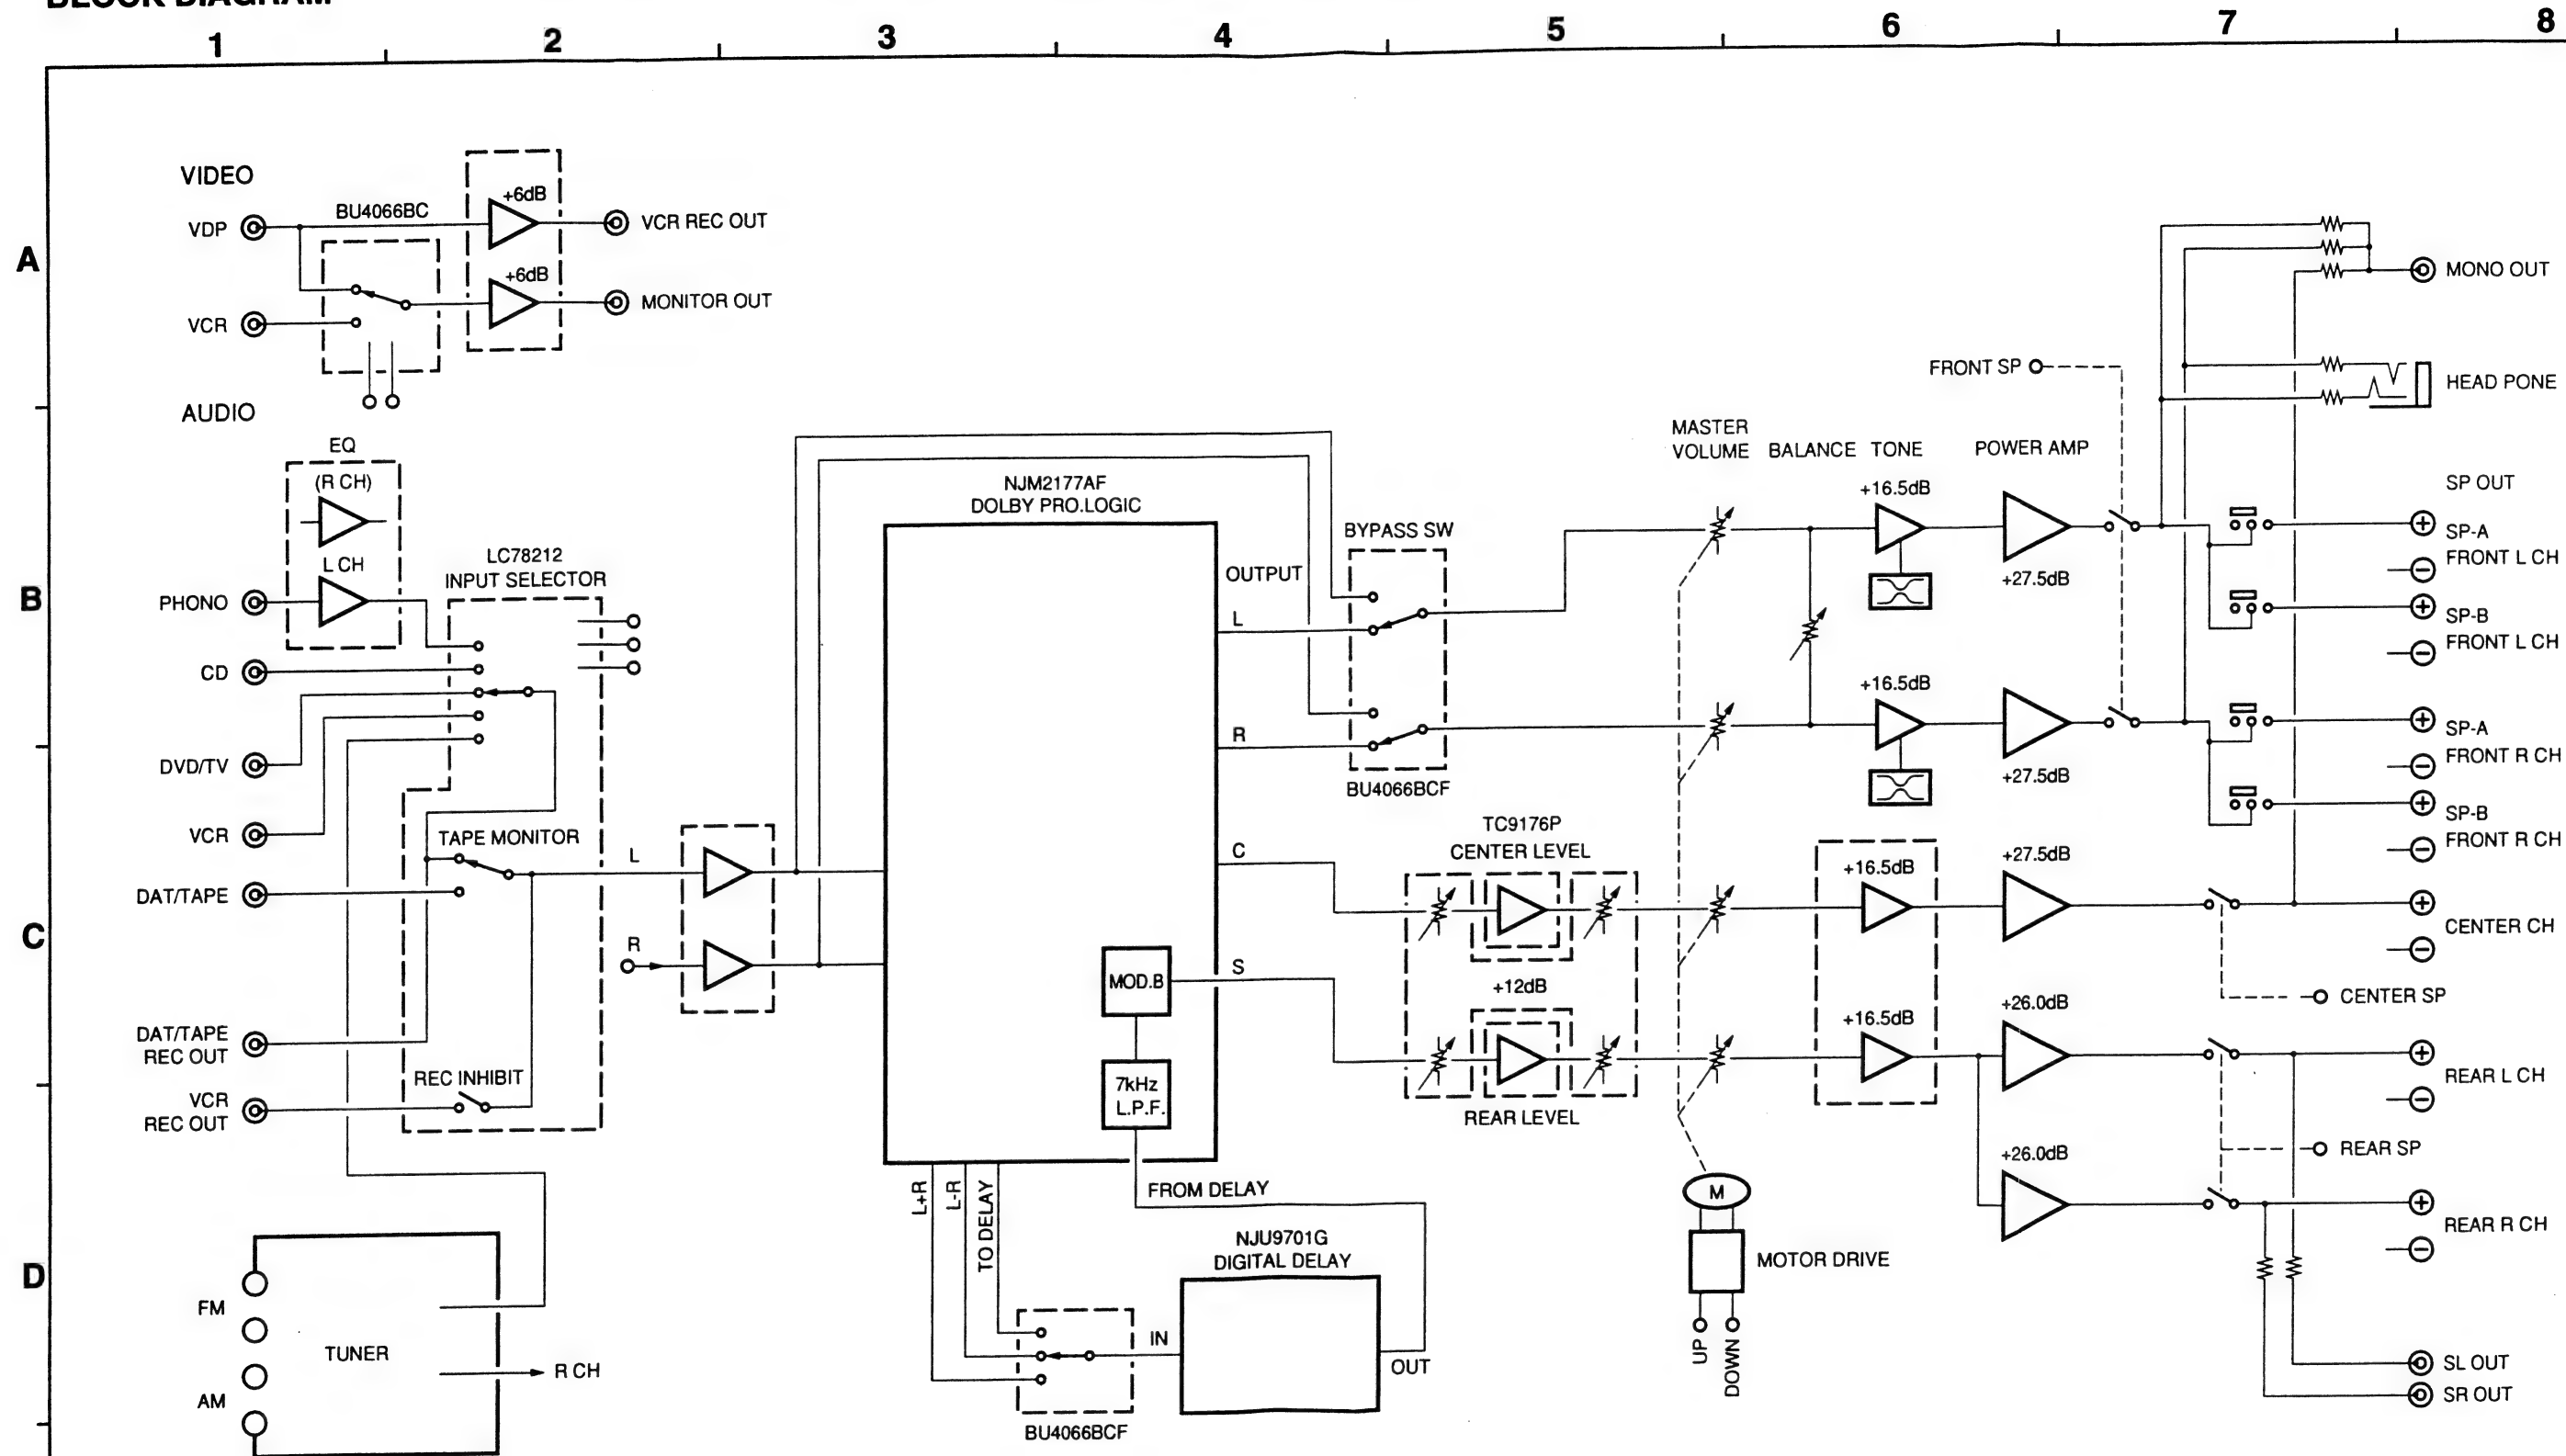 BLOCK DIAGRAM
1 2 3 4 5 6 7 8
A
B
C
D
VIDEO
VDP
BU4066BC
+6dB
VCR REC OUT
+6dB
MONITOR OUT
VCR
AUDIO
EQ
(R CH)
L CH
PHONO
CD
DVD/TV
VCR
DAT/TAPE
DAT/TAPE
REC OUT
VCR
REC OUT
LC78212
INPUT SELECTOR
TAPE MONITOR
REC INHIBIT
L
R
FM
AM
TUNER
R CH
NJM2177AF
DOLBY PRO.LOGIC
MOD.B
7kHz
L.P.F.
L+R
L-R
TO DELAY
FROM DELAY
NJU9701G
DIGITAL DELAY
IN
OUT
BU4066BCF
OUTPUT
L
R
C
S
BYPASS SW
BU4066BCF
TC9176P
CENTER LEVEL
+12dB
REAR LEVEL
MASTER
VOLUME
BALANCE
TONE
POWER AMP
+16.5dB
+27.5dB
+16.5dB
+27.5dB
+16.5dB
+27.5dB
+16.5dB
+26.0dB
+26.0dB
M
MOTOR DRIVE
UP
DOWN
FRONT SP
MONO OUT
HEAD PONE
SP OUT
SP-A
FRONT L CH
SP-B
FRONT L CH
SP-A
FRONT R CH
SP-B
FRONT R CH
CENTER CH
CENTER SP
REAR L CH
REAR SP
REAR R CH
SL OUT
SR OUT